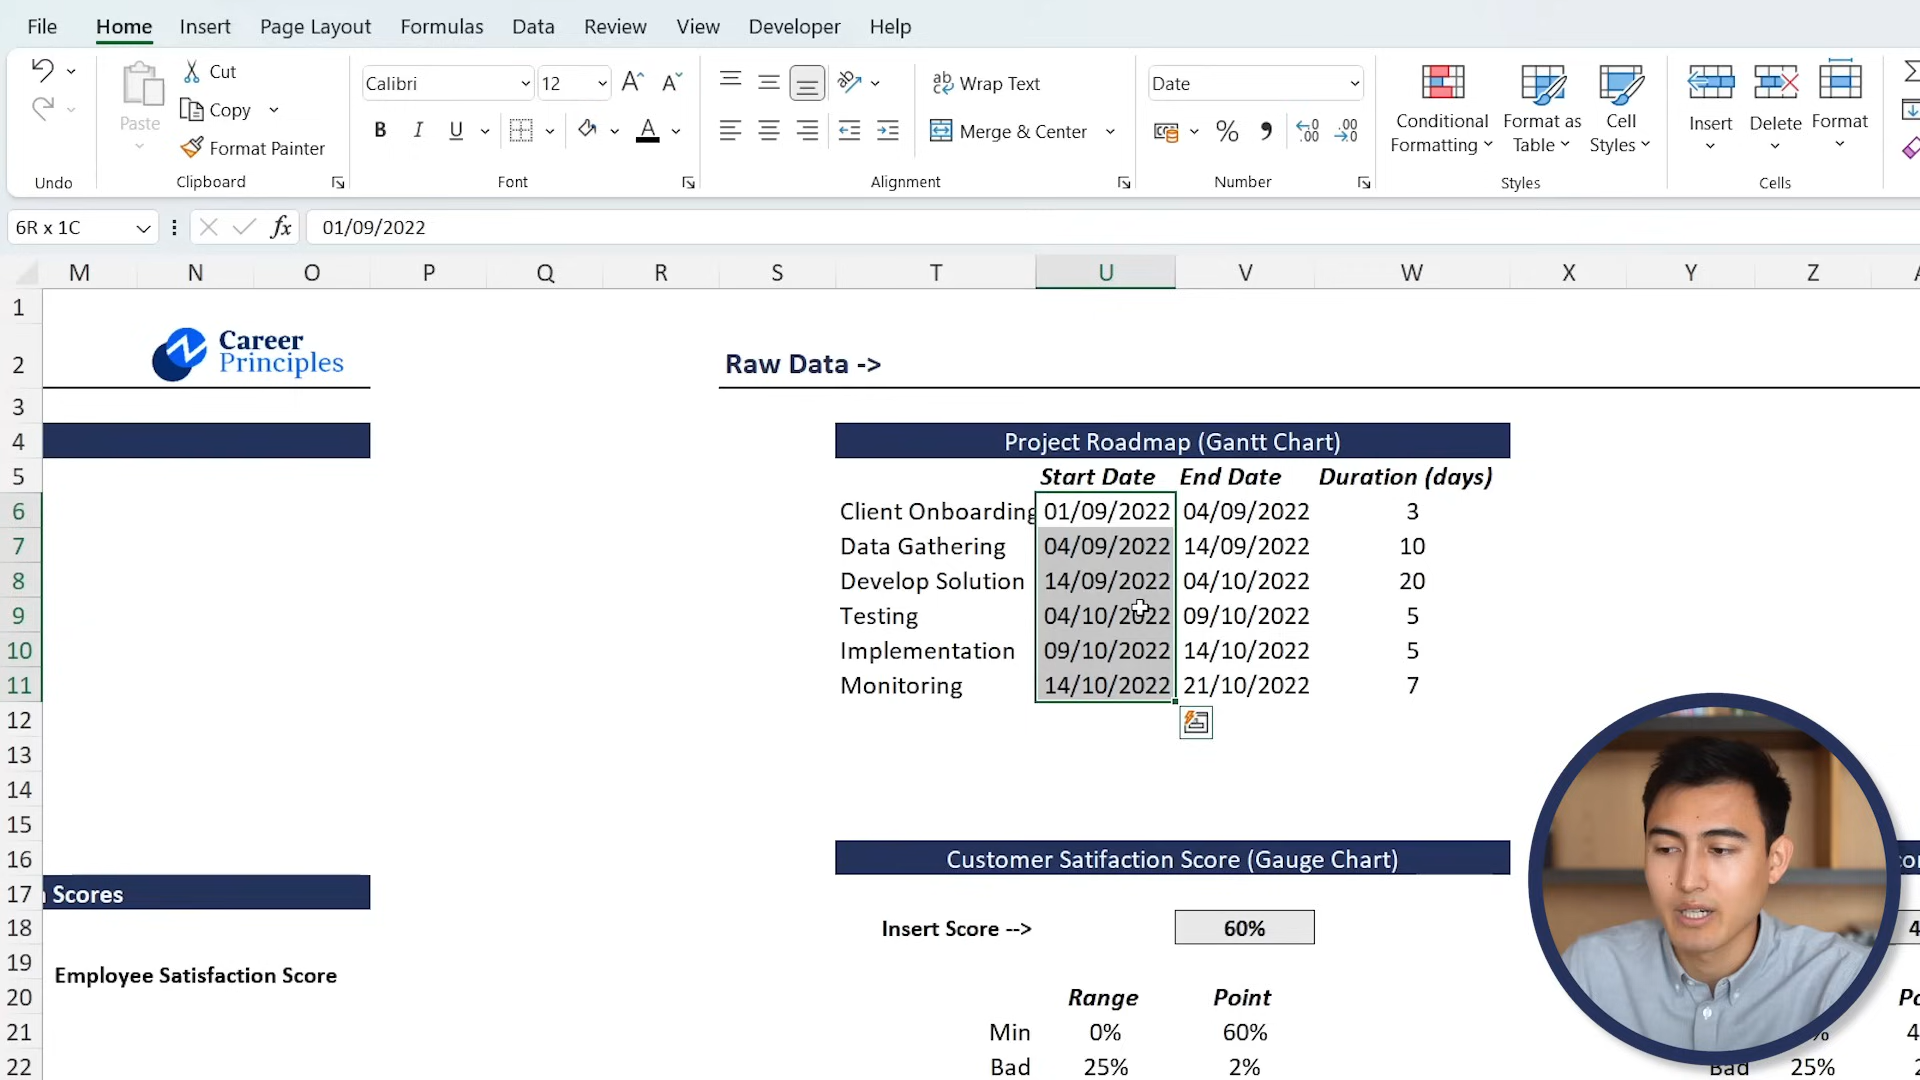 File Home Insert Page Layout Formulas Data Review View Developer Help
Cut
Copy
Format Painter
Paste
Undo
Clipboard
Calibri
12
B I U
Font
Wrap Text
Merge & Center
Alignment
Date
Number
Conditional Formatting
Format as Table
Cell Styles
Styles
Insert
Delete
Format
Cells
6R x 1C
fx
01/09/2022
M N O P Q R S T U V W X Y Z
1
Career
2 Principles
Raw Data ->
3
4 Project Roadmap (Gantt Chart)
5 Start Date End Date Duration (days)
6 Client Onboarding 01/09/2022 04/09/2022 3
7 Data Gathering 04/09/2022 14/09/2022 10
8 Develop Solution 14/09/2022 04/10/2022 20
9 Testing 04/10/2022 09/10/2022 5
10 Implementation 09/10/2022 14/10/2022 5
11 Monitoring 14/10/2022 21/10/2022 7
12
13
14
15
16 Customer Satifaction Score (Gauge Chart)
17 Scores
18 Insert Score --> 60%
19 Employee Satisfaction Score
20 Range Point
21 Min 0% 60%
22 Bad 25% 2% Bad 25%